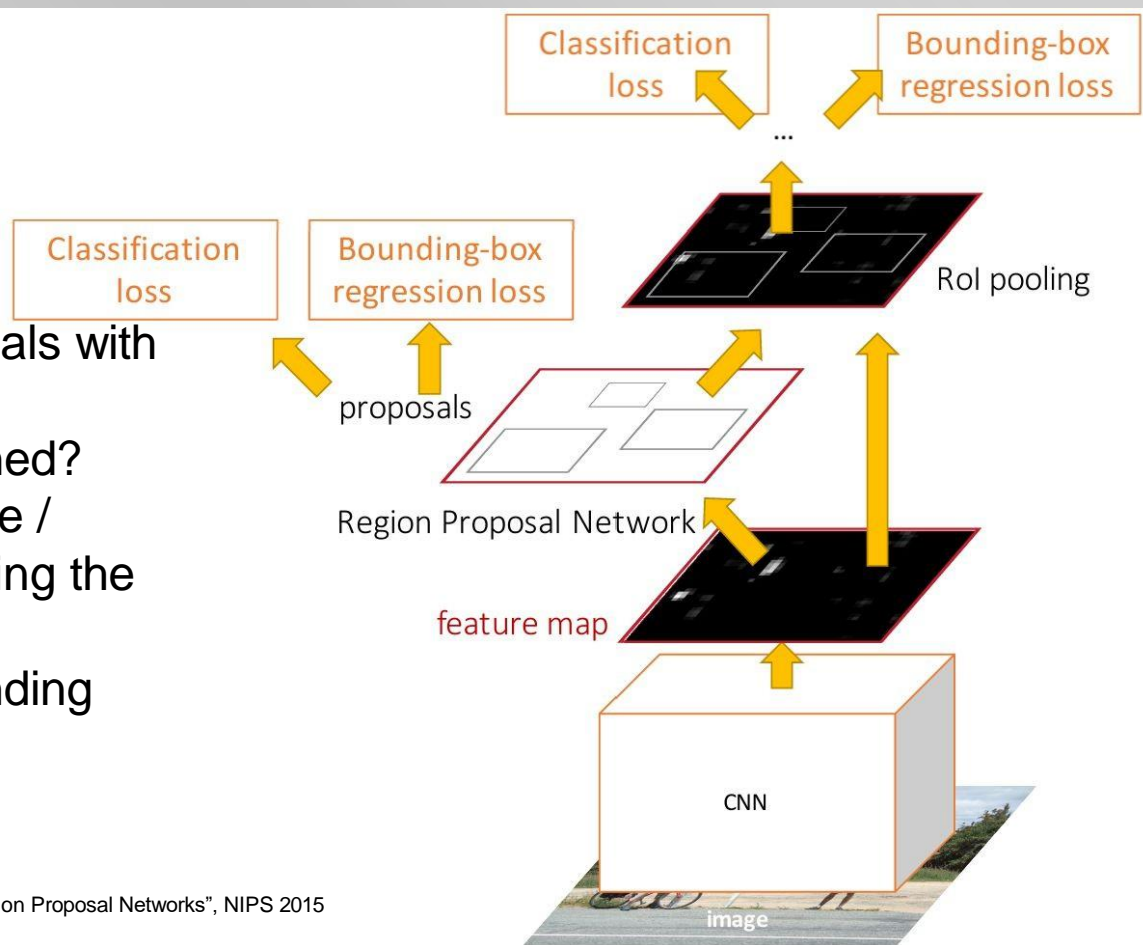 Classification
loss
Bounding-box
regression loss
...
Classification
loss
Bounding-box
regression loss
RoI pooling
als with
proposals
ned?
Region Proposal Network
e /
ing the
feature map
nding
CNN
image
on Proposal Networks”, NIPS 2015